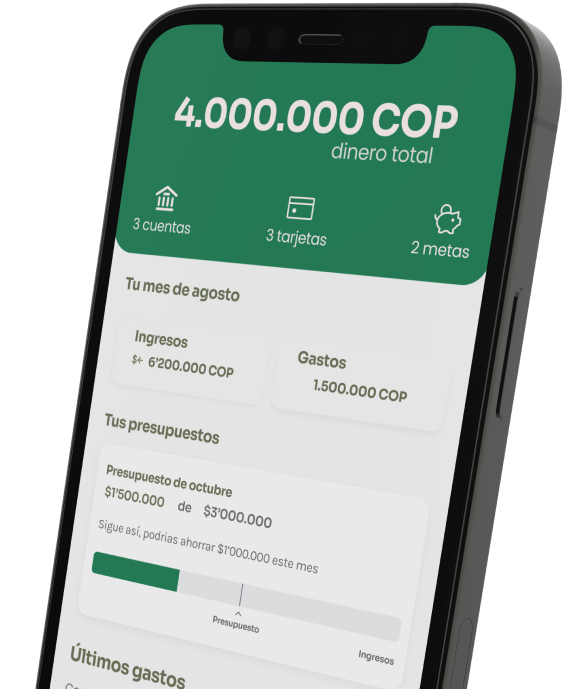 4.000.000 COP
dinero total
3 cuentas
3 tarjetas
2 metas
Tu mes de agosto
Ingresos
$← 6'200.000 COP
Gastos
1.500.000 COP
Tus presupuestos
Presupuesto de octubre
$1'500.000 de $3'000.000
Sigue así, podrias ahorrar $1'000.000 este mes
Presupuesto
Ingresos
Últimos gastos